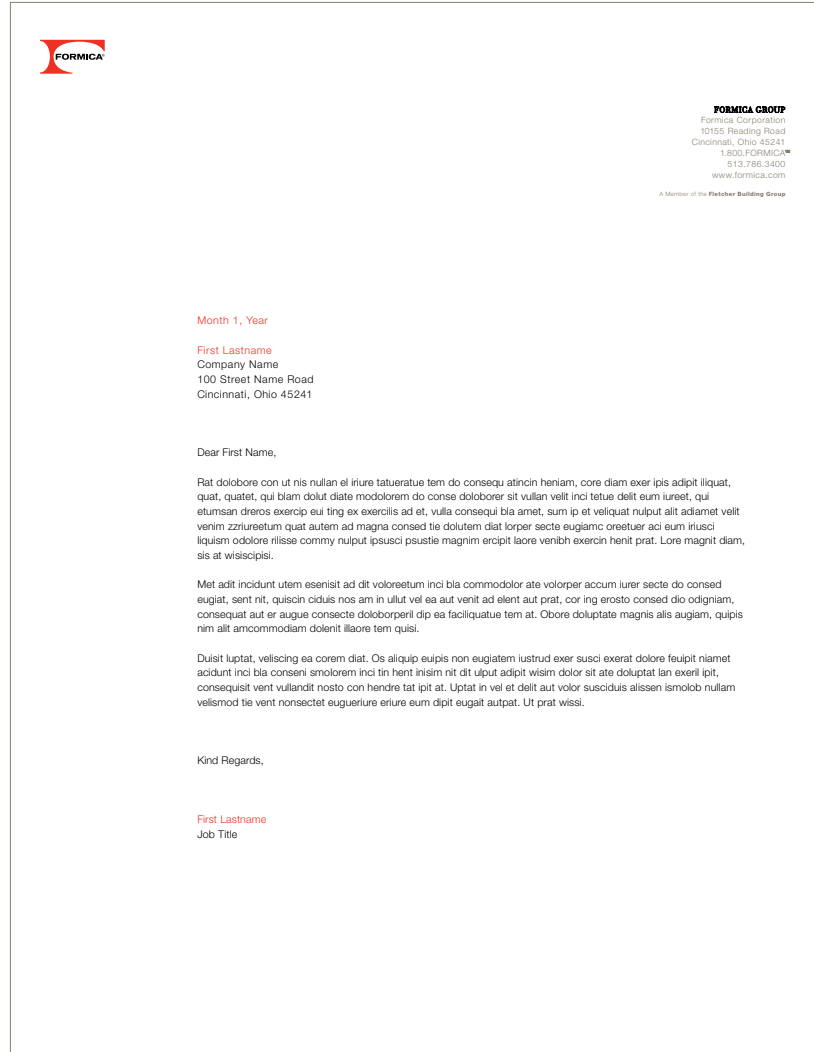 FORMICA®
FORMICA GROUP
Formica Corporation
10155 Reading Road
Cincinnati, Ohio 45241
1.800.FORMICA™
513.786.3400
www.formica.com
A Member of the Fletcher Building Group
Month 1, Year
First Lastname
Company Name
100 Street Name Road
Cincinnati, Ohio 45241
Dear First Name,
Rat dolobore con ut nis nullan el iriure tatueratue tem do consequ atincin heniam, core diam exer ipis adipit iliquat,
quat, quatet, qui blam dolut diate modolorem do conse doloborer sit vullan velit inci tetue delit eum iureet, qui
etumsan dreros exercip eui ting ex exercilis ad et, vulla consequi bla amet, sum ip et veliquat nulput alit adiamet velit
venim zzriureetum quat autem ad magna consed tie dolutem diat lorper secte eugiamc oreetuer aci eum iriusci
liquism odolore rilisse commy nulput ipsusci psustie magnim ercipit laore venibh exercin henit prat. Lore magnit diam,
sis at wisiscipisi.
Met adit incidunt utem esenisit ad dit voloreetum inci bla commodolor ate volorper accum iurer secte do consed
eugiat, sent nit, quiscin ciduis nos am in ullut vel ea aut venit ad elent aut prat, cor ing erosto consed dio odigniam,
consequat aut er augue consecte doloborperil dip ea faciliquatue tem at. Obore doluptate magnis alis augiam, quipis
nim alit amcommodiam dolenit illaore tem quisi.
Duisit luptat, veliscing ea corem diat. Os aliquip euipis non eugiatem iustrud exer susci exerat dolore feuipit niamet
acidunt inci bla conseni smolorem inci tin hent inisim nit dit ulput adipit wisim dolor sit ate doluptat lan exeril ipit,
consequisit vent vullandit nosto con hendre tat ipit at. Uptat in vel et delit aut volor susciduis alissen ismolob nullam
velismod tie vent nonsectet eugueriure eriure eum dipit eugait autpat. Ut prat wissi.
Kind Regards,
First Lastname
Job Title